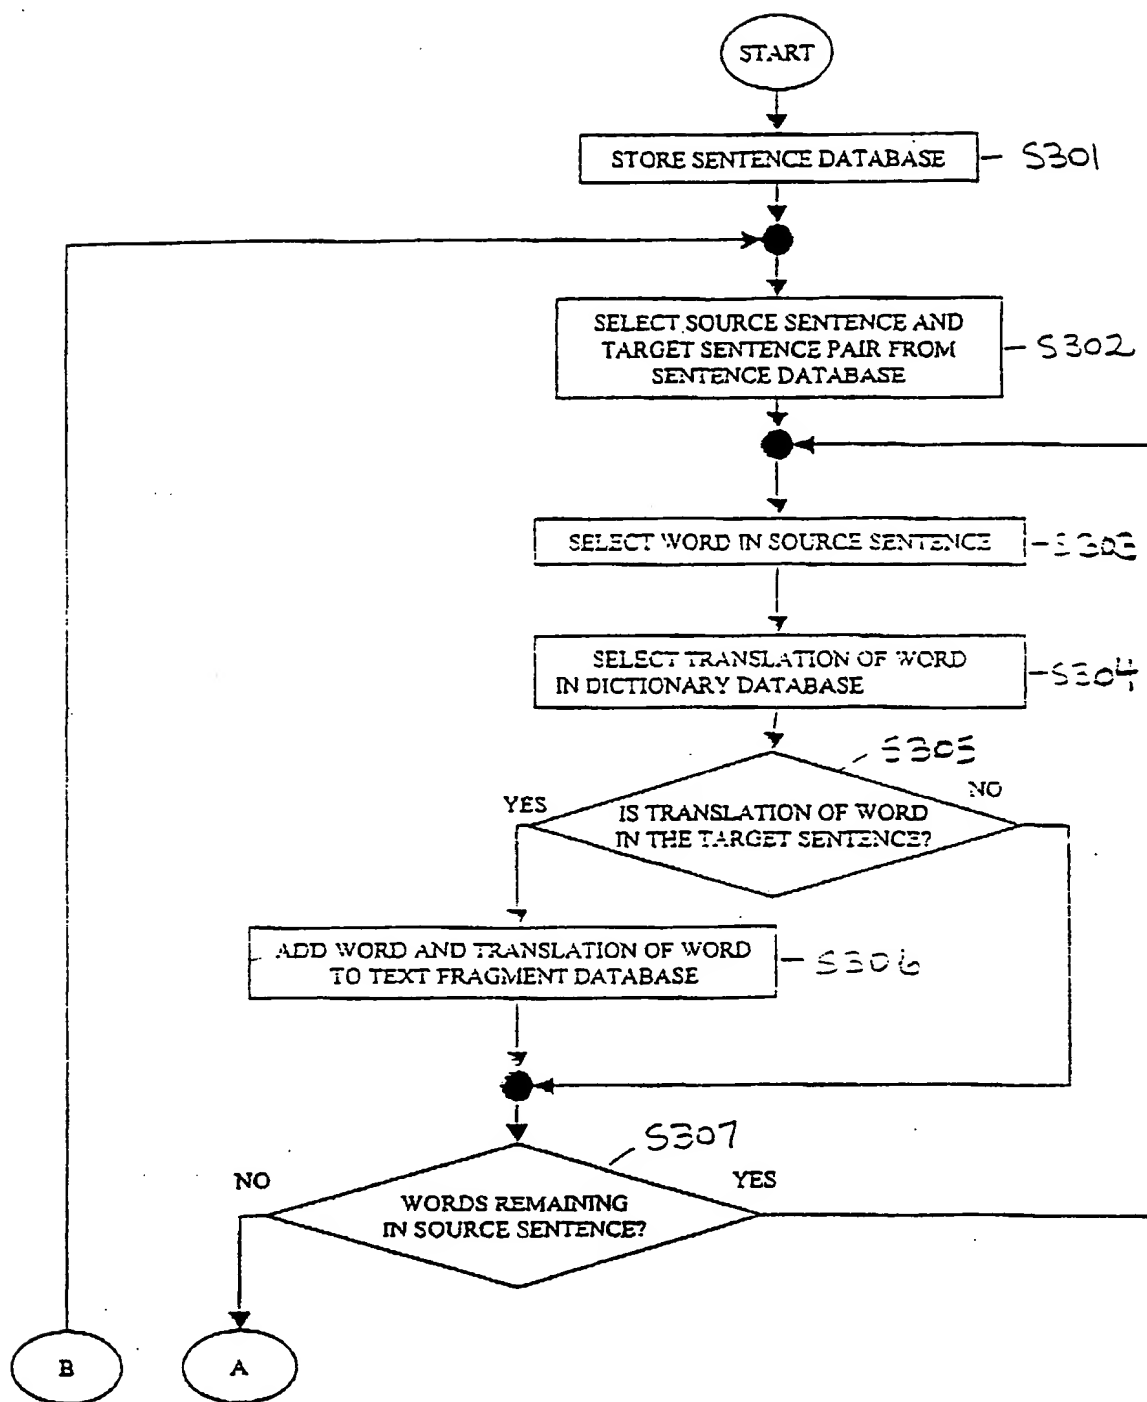 START
STORE SENTENCE DATABASE
S301
SELECT SOURCE SENTENCE AND
TARGET SENTENCE PAIR FROM
SENTENCE DATABASE
S302
SELECT WORD IN SOURCE SENTENCE
S303
SELECT TRANSLATION OF WORD
IN DICTIONARY DATABASE
S304
S305
YES
NO
IS TRANSLATION OF WORD
IN THE TARGET SENTENCE?
ADD WORD AND TRANSLATION OF WORD
TO TEXT FRAGMENT DATABASE
S306
S307
NO
YES
WORDS REMAINING
IN SOURCE SENTENCE?
B
A